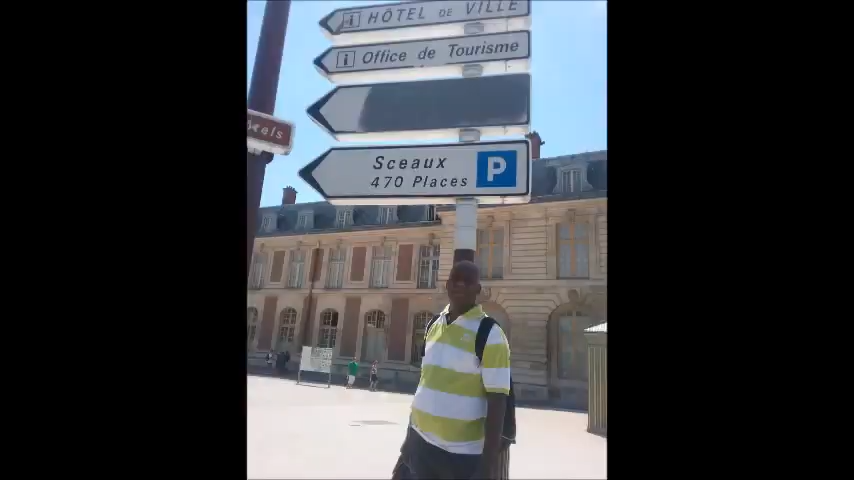 i HÔTEL DE VILLE
i Office de Tourisme
Sceaux
470 Places
P